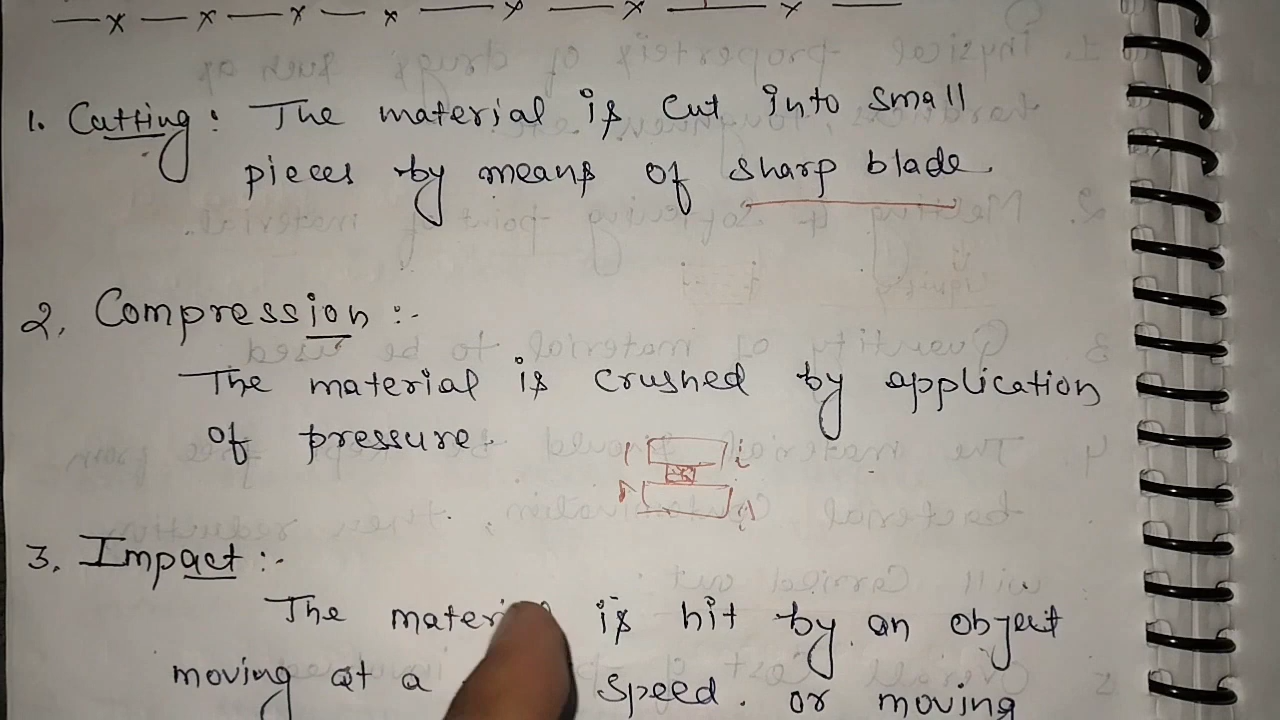 1. Cutting: The material is cut into small
pieces by means of sharp blade.
2. Compression :-
The material is crushed by application
of pressure.
3. Impact :-
The is hit by an object
moving at a speed. or moving